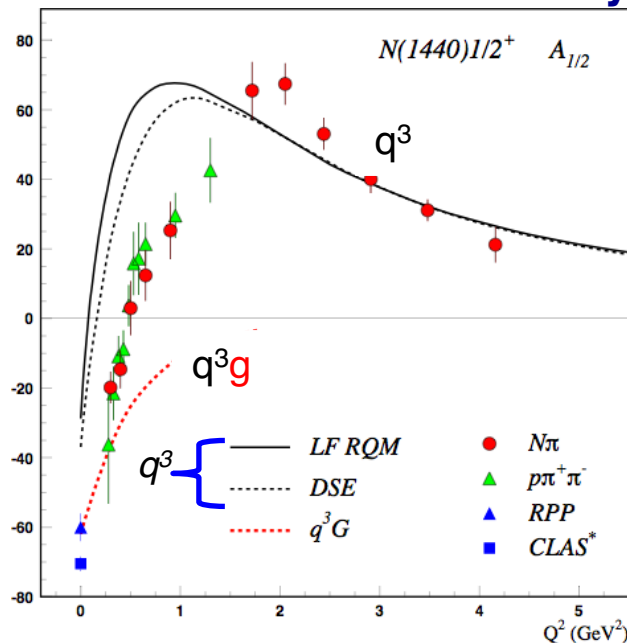 y
80
N(1440)1/2⁺ A₁/₂
60
q³
40
20
0
q³g
-20
-40
q³
LF RQM
DSE
q³G
Nπ
pπ⁺π⁻
RPP
CLAS*
-60
-80
0 1 2 3 4 5
Q² (GeV²)